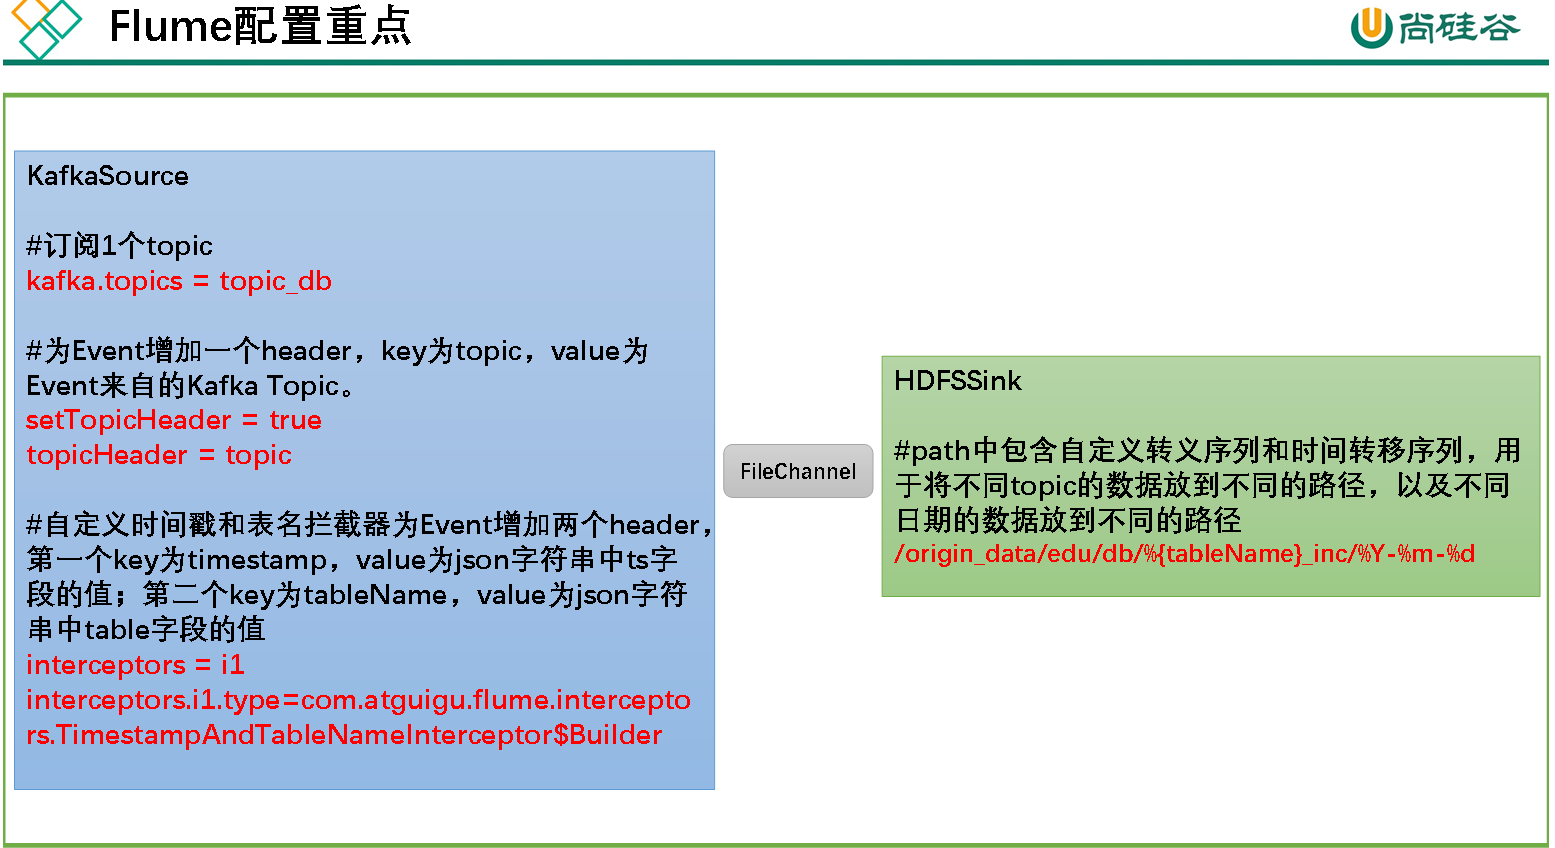 Flume配置重点
尚硅谷
KafkaSource
#订阅1个topic
kafka.topics = topic_db
#为Event增加一个header，key为topic，value为
Event来自的Kafka Topic。
setTopicHeader = true
topicHeader = topic
#自定义时间戳和表名拦截器为Event增加两个header，
第一个key为timestamp，value为json字符串中ts字
段的值；第二个key为tableName，value为json字符
串中table字段的值
interceptors = i1
interceptors.i1.type=com.atguigu.flume.intercepto
rs.TimestampAndTableNameInterceptor$Builder
FileChannel
HDFSSink
#path中包含自定义转义序列和时间转移序列，用
于将不同topic的数据放到不同的路径，以及不同
日期的数据放到不同的路径
/origin_data/edu/db/%{tableName}_inc/%Y-%m-%d